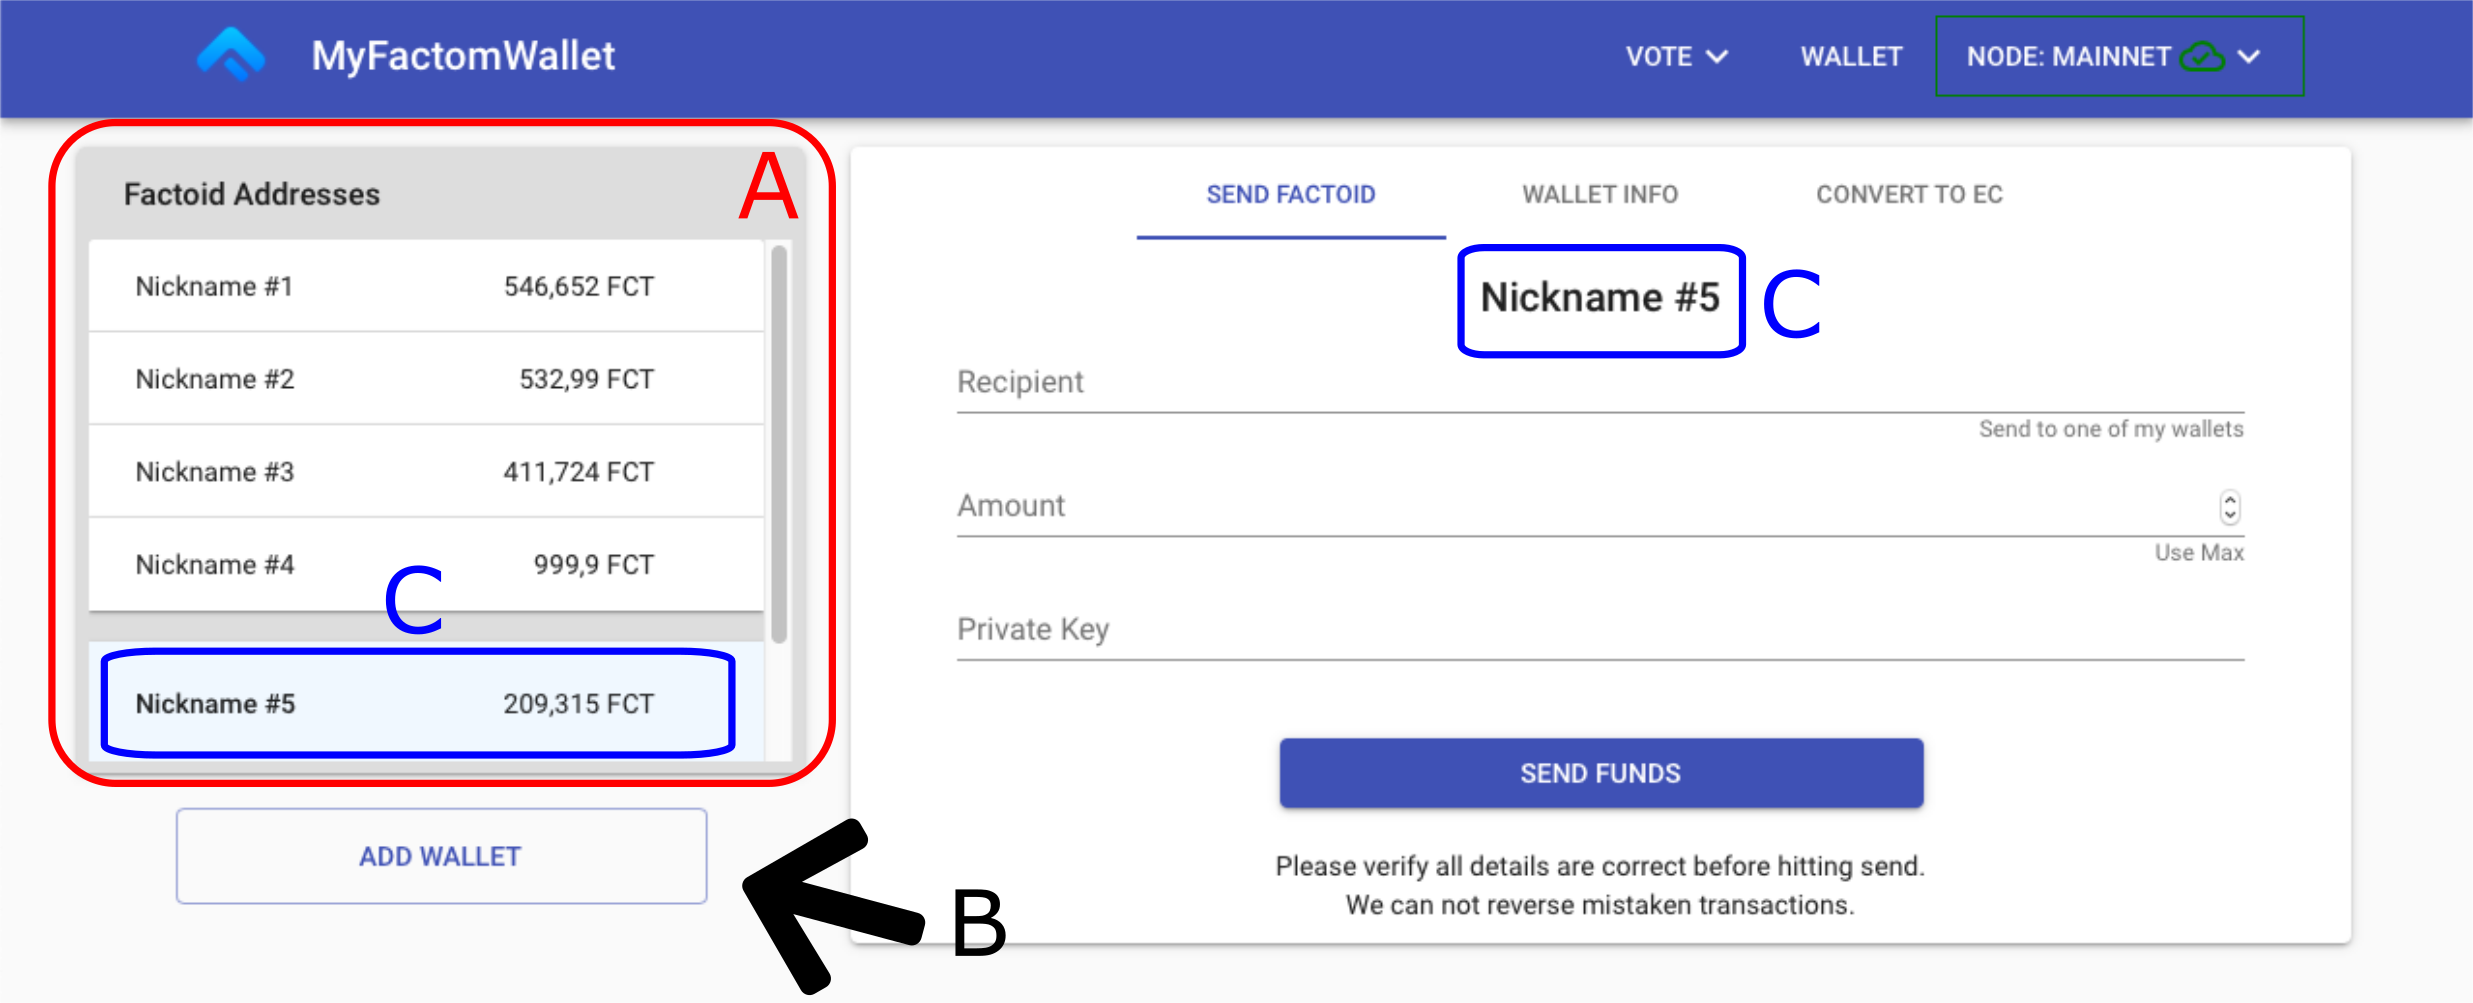 MyFactomWallet
VOTE WALLET NODE: MAINNET
Factoid Addresses A
Nickname #1 546,652 FCT
Nickname #2 532,99 FCT
Nickname #3 411,724 FCT
Nickname #4 999,9 FCT
C
Nickname #5 209,315 FCT
ADD WALLET
B
SEND FACTOID WALLET INFO CONVERT TO EC
Nickname #5 C
Recipient
Send to one of my wallets
Amount
Use Max
Private Key
SEND FUNDS
Please verify all details are correct before hitting send.
We can not reverse mistaken transactions.